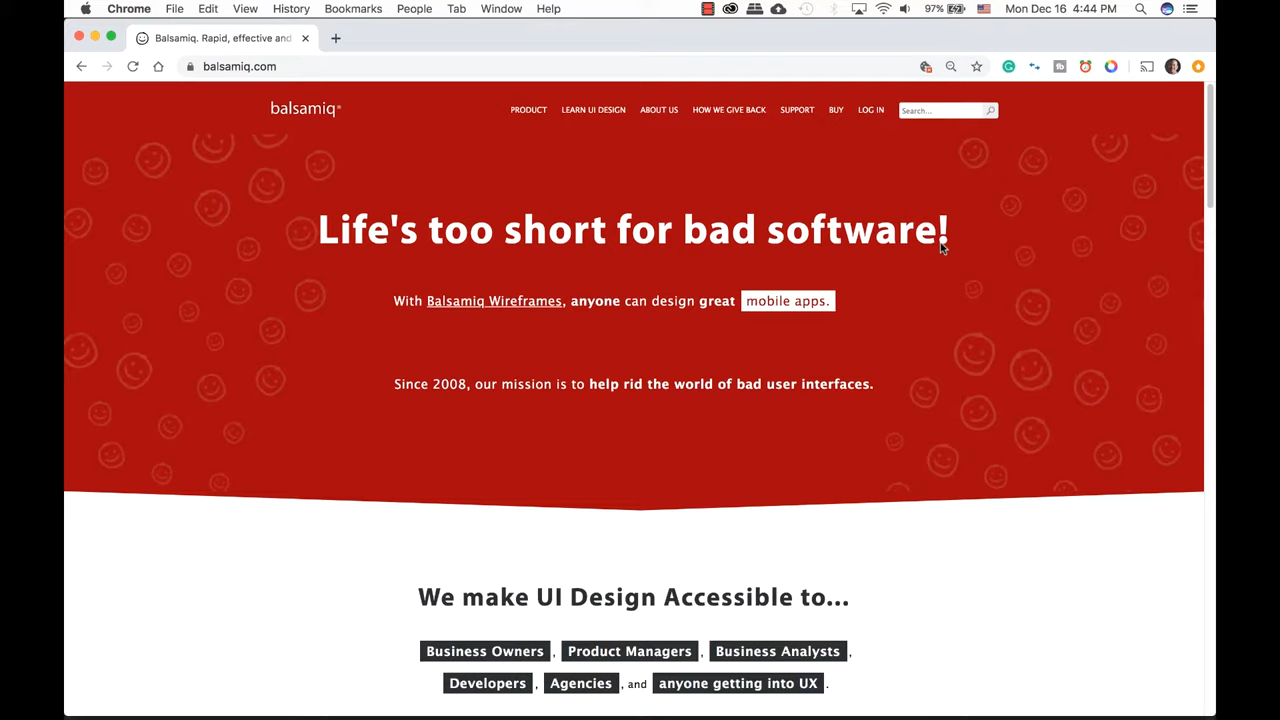 Chrome File Edit View History Bookmarks People Tab Window Help 97% Mon Dec 16 4:44 PM
Balsamiq. Rapid, effective and
balsamiq.com
balsamiq®
PRODUCT LEARN UI DESIGN ABOUT US HOW WE GIVE BACK SUPPORT BUY LOG IN Search...
Life's too short for bad software!
With Balsamiq Wireframes, anyone can design great mobile apps.
Since 2008, our mission is to help rid the world of bad user interfaces.
We make UI Design Accessible to...
Business Owners, Product Managers, Business Analysts,
Developers, Agencies, and anyone getting into UX.